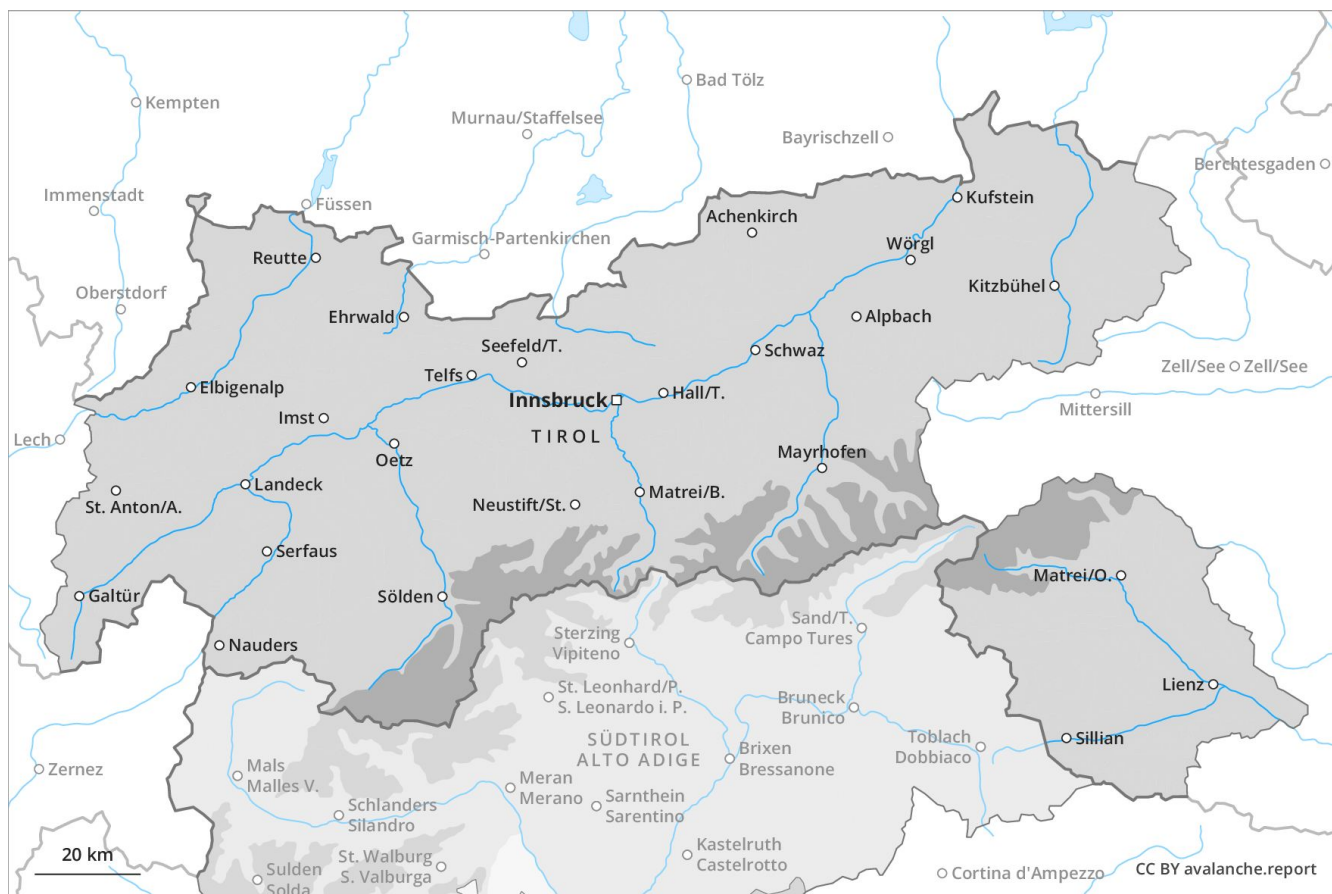 Kempten
Bad Tölz
Murnau/Staffelsee
Bayrischzell
Berchtesgaden
Immenstadt
Füssen
Kufstein
Achenkirch
Garmisch-Partenkirchen
Reutte
Wörgl
Oberstdorf
Kitzbühel
Ehrwald
Alpbach
Seefeld/T.
Schwaz
Telfs
Zell/See
Zell/See
Elbigenalp
Hall/T.
Innsbruck
Mittersill
Imst
Lech
TIROL
Oetz
Mayrhofen
Landeck
Matrei/B.
St. Anton/A.
Neustift/St.
Serfaus
Matrei/O.
Galtür
Sölden
Sand/T.
Campo Tures
Sterzing
Vipiteno
Nauders
Lienz
St. Leonhard/P.
S. Leonardo i. P.
Bruneck
Brunico
SÜDTIROL
ALTO ADIGE
Toblach
Dobbiaco
Sillian
Brixen
Bressanone
Zernez
Mals
Malles V.
Meran
Merano
Sarnthein
Sarentino
Schlanders
Silandro
Kastelruth
Castelrotto
20 km
St. Walburg
S. Valburga
Sulden
Solda
Cortina d'Ampezzo
CC BY avalanche.report